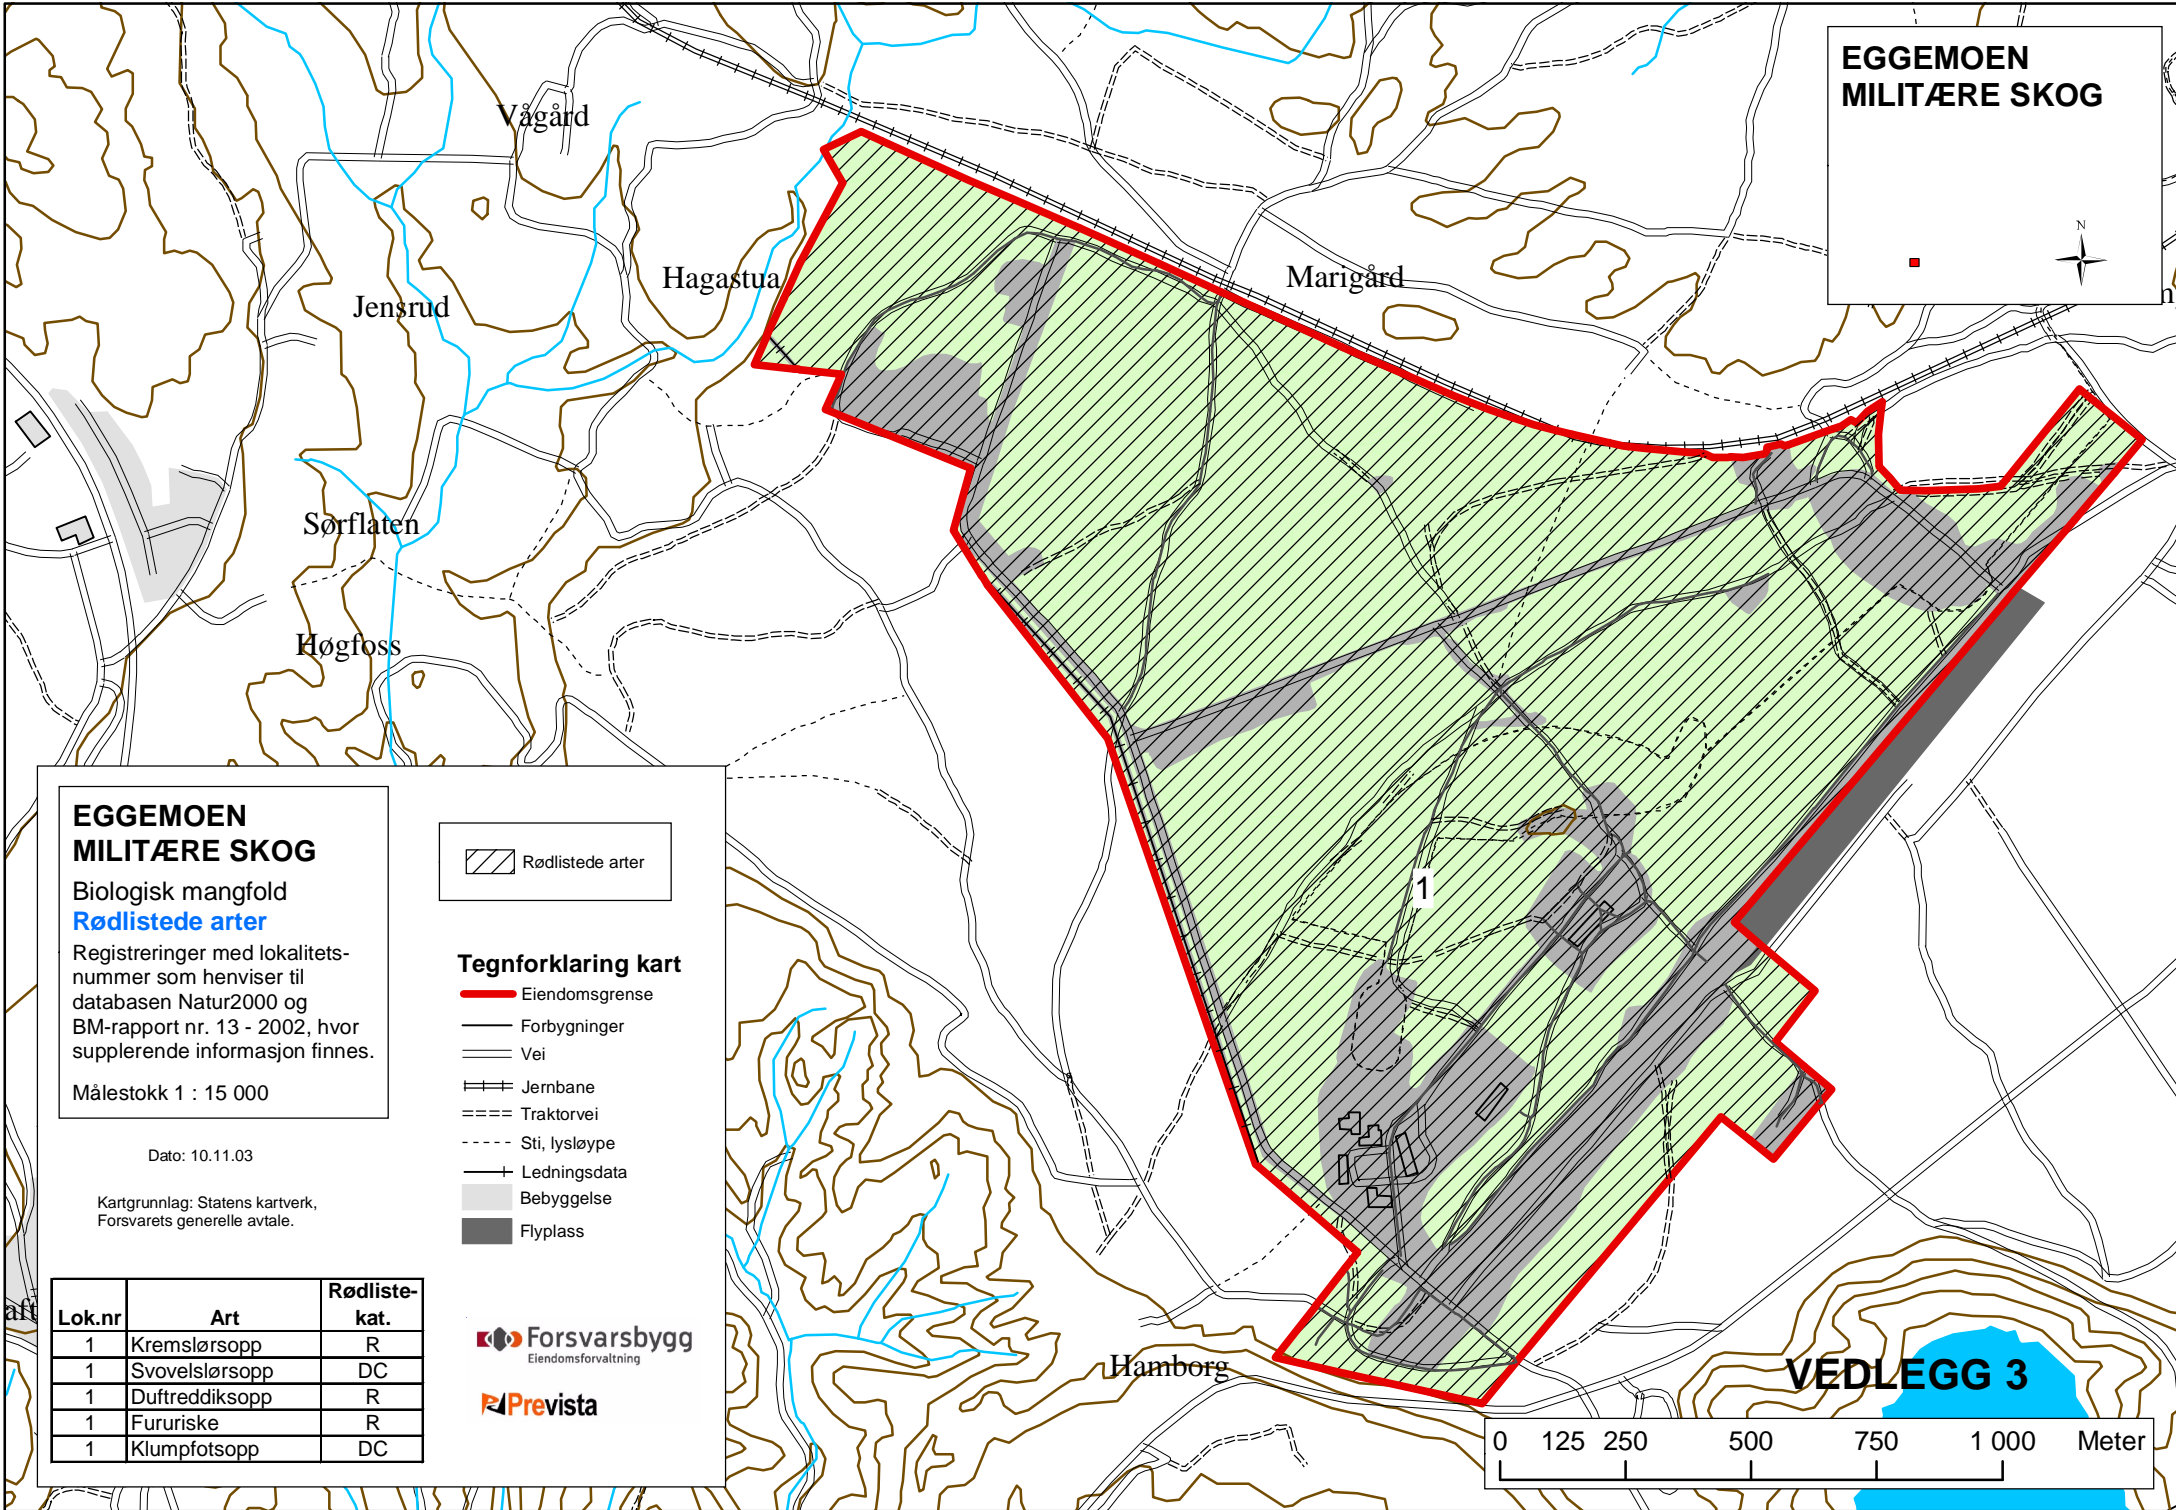 EGGEMOEN
MILITÆRE SKOG
N
Vågård
Hagastua
Jensrud
Marigård
Sørflaten
Høgfoss
1
Hamborg
EGGEMOEN
MILITÆRE SKOG
Biologisk mangfold
Rødlistede arter
Registreringer med lokalitets-
nummer som henviser til
databasen Natur2000 og
BM-rapport nr. 13 - 2002, hvor
supplerende informasjon finnes.
Målestokk 1 : 15 000
Dato: 10.11.03
Kartgrunnlag: Statens kartverk,
Forsvarets generelle avtale.
Rødlistede arter
Tegnforklaring kart
Eiendomsgrense
Forbygninger
Vei
Jernbane
Traktorvei
Sti, lysløype
Ledningsdata
Bebyggelse
Flyplass
Lok.nr Art Rødliste-
kat.
1 Kremslørsopp R
1 Svovelslørsopp DC
1 Duftreddiksopp R
1 Fururiske R
1 Klumpfotsopp DC
Forsvarsbygg
Eiendomsforvaltning
Prevista
VEDLEGG 3
0 125 250 500 750 1 000 Meter